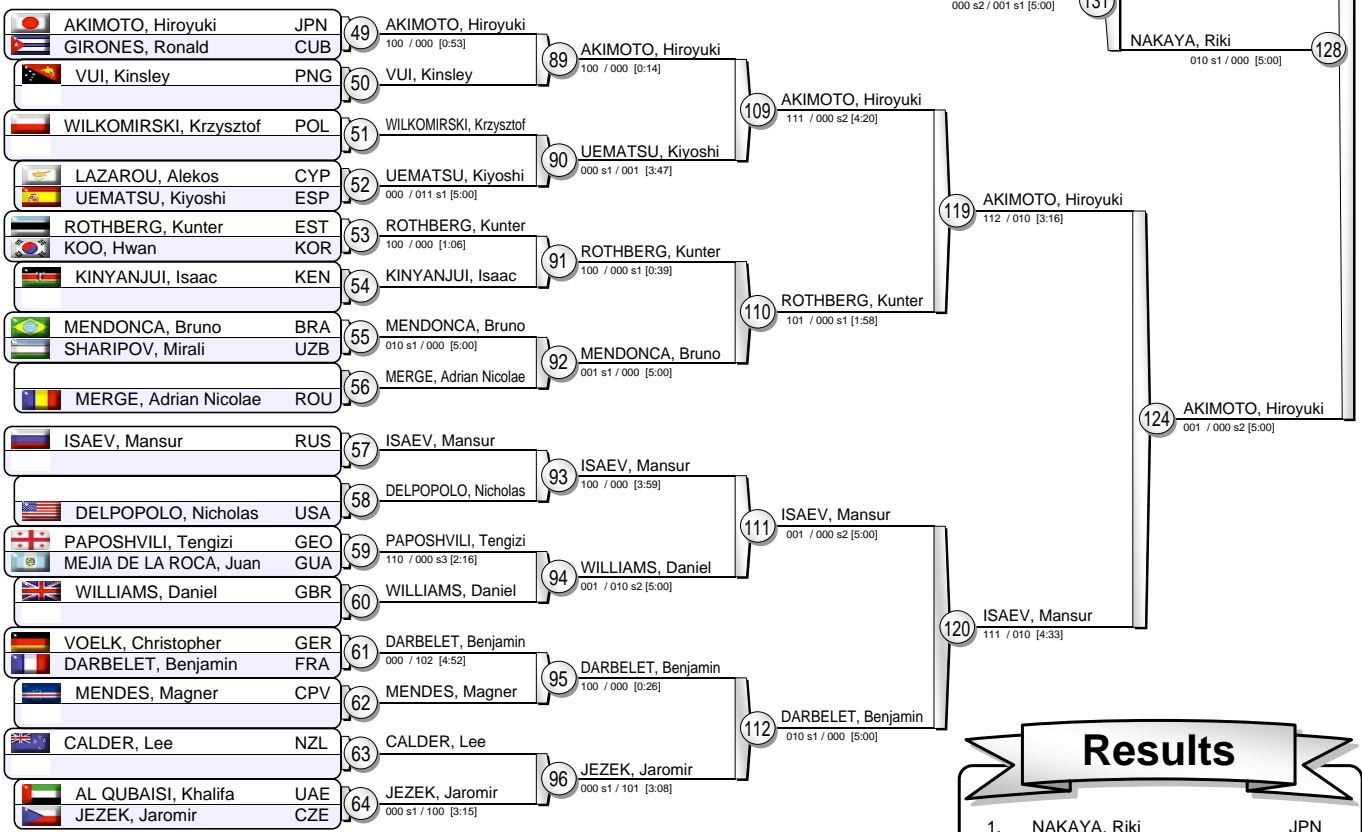 000 s2 / 001 s1 [5:00]
131
NAKAYA, Riki
128
010 s1 / 000 [5:00]
AKIMOTO, Hiroyuki JPN
GIRONES, Ronald CUB
49
AKIMOTO, Hiroyuki
100 / 000 [0:53]
VUI, Kinsley PNG
50
VUI, Kinsley
89
AKIMOTO, Hiroyuki
100 / 000 [0:14]
WILKOMIRSKI, Krzysztof POL
51
WILKOMIRSKI, Krzysztof
LAZAROU, Alekos CYP
UEMATSU, Kiyoshi ESP
52
UEMATSU, Kiyoshi
000 / 011 s1 [5:00]
90
UEMATSU, Kiyoshi
000 s1 / 001 [3:47]
109
AKIMOTO, Hiroyuki
111 / 000 s2 [4:20]
ROTHBERG, Kunter EST
KOO, Hwan KOR
53
ROTHBERG, Kunter
100 / 000 [1:06]
KINYANJUI, Isaac KEN
54
KINYANJUI, Isaac
91
ROTHBERG, Kunter
100 / 000 s1 [0:39]
MENDONCA, Bruno BRA
SHARIPOV, Mirali UZB
55
MENDONCA, Bruno
010 s1 / 000 [5:00]
MERGE, Adrian Nicolae ROU
56
MERGE, Adrian Nicolae
92
MENDONCA, Bruno
001 s1 / 000 [5:00]
110
ROTHBERG, Kunter
101 / 000 s1 [1:58]
119
AKIMOTO, Hiroyuki
112 / 010 [3:16]
ISAEV, Mansur RUS
57
ISAEV, Mansur
DELPOPOLO, Nicholas USA
58
DELPOPOLO, Nicholas
93
ISAEV, Mansur
100 / 000 [3:59]
PAPOSHVILI, Tengizi GEO
MEJIA DE LA ROCA, Juan GUA
59
PAPOSHVILI, Tengizi
110 / 000 s3 [2:16]
WILLIAMS, Daniel GBR
60
WILLIAMS, Daniel
94
WILLIAMS, Daniel
001 / 010 s2 [5:00]
111
ISAEV, Mansur
001 / 000 s2 [5:00]
VOELK, Christopher GER
DARBELET, Benjamin FRA
61
DARBELET, Benjamin
000 / 102 [4:52]
MENDES, Magner CPV
62
MENDES, Magner
95
DARBELET, Benjamin
100 / 000 [0:26]
CALDER, Lee NZL
63
CALDER, Lee
AL QUBAISI, Khalifa UAE
JEZEK, Jaromir CZE
64
JEZEK, Jaromir
000 s1 / 100 [3:15]
96
JEZEK, Jaromir
000 s1 / 101 [3:08]
112
DARBELET, Benjamin
010 s1 / 000 [5:00]
120
ISAEV, Mansur
111 / 010 [4:33]
124
AKIMOTO, Hiroyuki
001 / 000 s2 [5:00]
Results
1. NAKAYA, Riki JPN